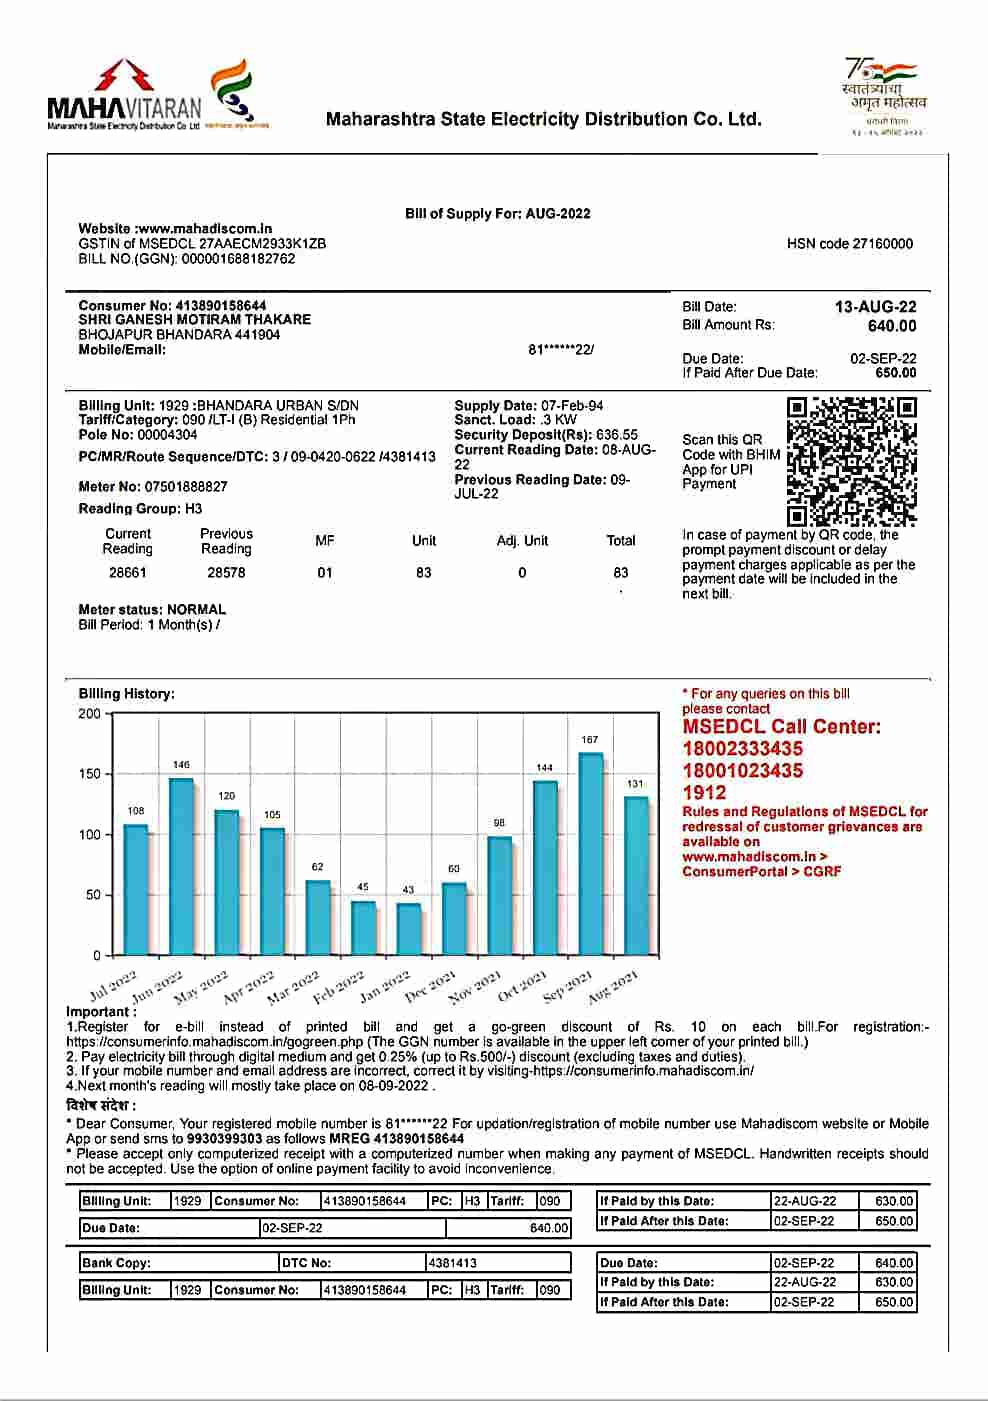 MAHAVITARAN
Maharashtra State Electricity Distribution Co. Ltd.
75
स्वातंत्र्याचा
अमृत महोत्सव
Maharashtra State Electricity Distribution Co. Ltd.
Bill of Supply For: AUG-2022
Website :www.mahadiscom.in
GSTIN of MSEDCL 27AAECM2933K1ZB
HSN code 27160000
BILL NO.(GGN): 000001688182762
Consumer No: 413890158644
SHRI GANESH MOTIRAM THAKARE
BHOJAPUR BHANDARA 441904
Mobile/Email: 81******22/
Bill Date: 13-AUG-22
Bill Amount Rs: 640.00
Due Date: 02-SEP-22
If Paid After Due Date: 650.00
Billing Unit: 1929 :BHANDARA URBAN S/DN
Tariff/Category: 090 /LT-I (B) Residential 1Ph
Pole No: 00004304
PC/MR/Route Sequence/DTC: 3 / 09-0420-0622 /4381413
Meter No: 07501888827
Reading Group: H3
Supply Date: 07-Feb-94
Sanct. Load: .3 KW
Security Deposit(Rs): 636.55
Current Reading Date: 08-AUG-
22
Previous Reading Date: 09-
JUL-22
Scan this QR
Code with BHIM
App for UPI
Payment
Current Reading Previous Reading MF Unit Adj. Unit Total
28661 28578 01 83 0 83
In case of payment by QR code, the
prompt payment discount or delay
payment charges applicable as per the
payment date will be included in the
next bill.
Meter status: NORMAL
Bill Period: 1 Month(s) /
Billing History:
200
150
100
50
0
108 146 120 105 62 45 43 60 98 144 167 131
Jul 2022 Jun 2022 May 2022 Apr 2022 Mar 2022 Feb 2022 Jan 2022 Dec 2021 Nov 2021 Oct 2021 Sep 2021 Aug 2021
* For any queries on this bill
please contact
MSEDCL Call Center:
18002333435
18001023435
1912
Rules and Regulations of MSEDCL for
redressal of customer grievances are
available on
www.mahadiscom.in >
ConsumerPortal > CGRF
Important :
1.Register for e-bill instead of printed bill and get a go-green discount of Rs. 10 on each bill.For registration:-
https://consumerinfo.mahadiscom.in/gogreen.php (The GGN number is available in the upper left corner of your printed bill.)
2. Pay electricity bill through digital medium and get 0.25% (up to Rs.500/-) discount (excluding taxes and duties).
3. If your mobile number and email address are incorrect, correct it by visiting-https://consumerinfo.mahadiscom.in/
4.Next month's reading will mostly take place on 08-09-2022 .
विशेष संदेश :
* Dear Consumer, Your registered mobile number is 81******22 For updation/registration of mobile number use Mahadiscom website or Mobile
App or send sms to 9930399303 as follows MREG 413890158644
* Please accept only computerized receipt with a computerized number when making any payment of MSEDCL. Handwritten receipts should
not be accepted. Use the option of online payment facility to avoid inconvenience.
Billing Unit: 1929 Consumer No: 413890158644 PC: H3 Tariff: 090
Due Date: 02-SEP-22 640.00
If Paid by this Date: 22-AUG-22 630.00
If Paid After this Date: 02-SEP-22 650.00
Bank Copy: DTC No: 4381413
Billing Unit: 1929 Consumer No: 413890158644 PC: H3 Tariff: 090
Due Date: 02-SEP-22 640.00
If Paid by this Date: 22-AUG-22 630.00
If Paid After this Date: 02-SEP-22 650.00